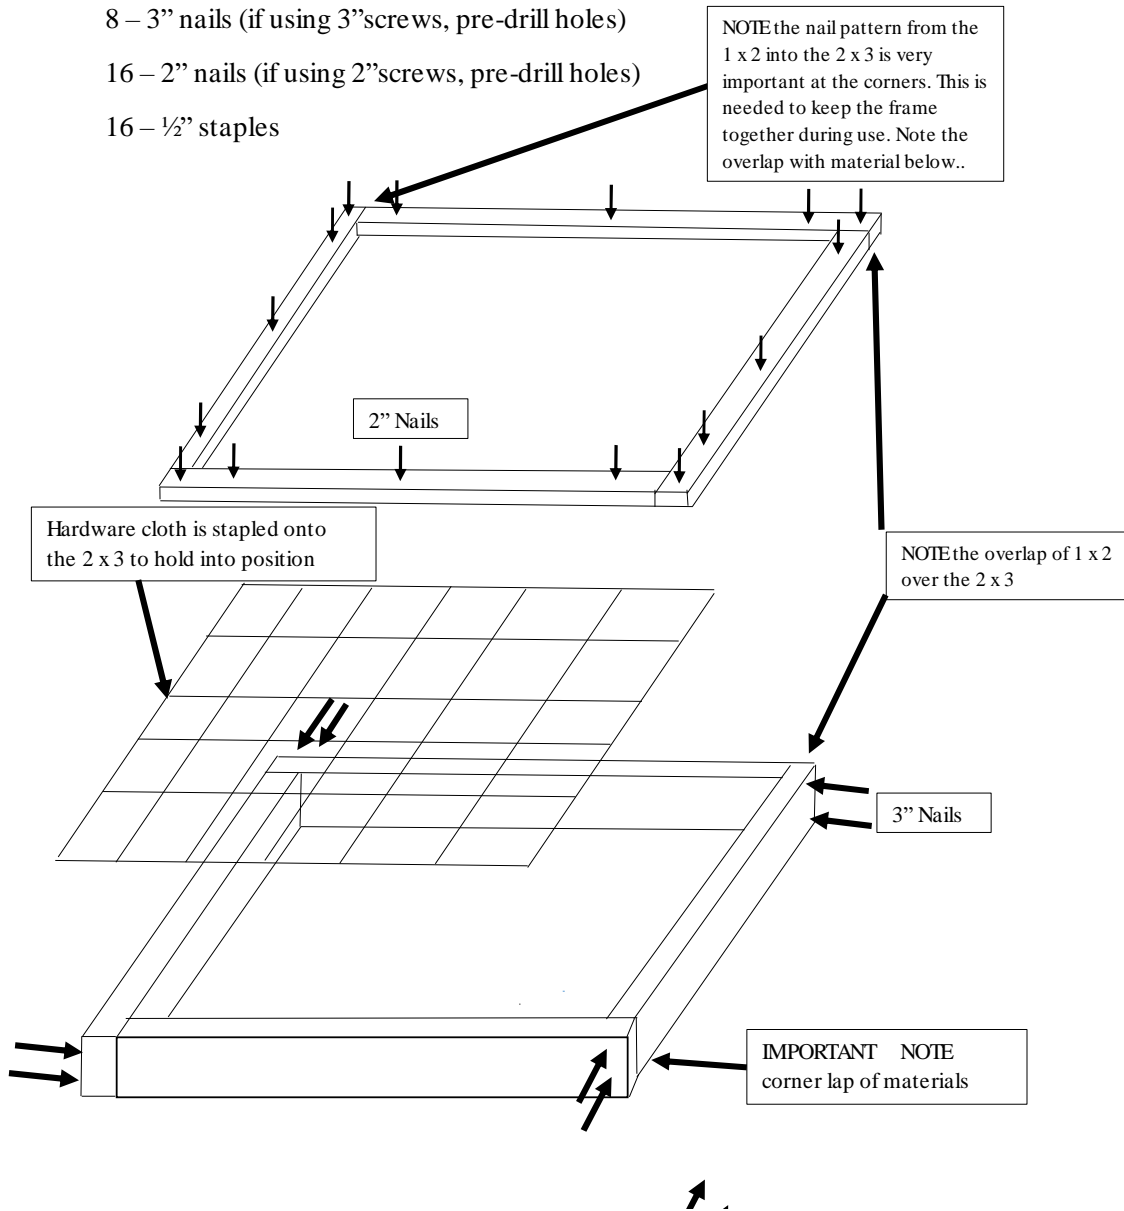 8 – 3” nails (if using 3”screws, pre-drill holes)
16 – 2” nails (if using 2”screws, pre-drill holes)
16 – ½” staples
NOTE the nail pattern from the
1 x 2 into the 2 x 3 is very
important at the corners. This is
needed to keep the frame
together during use. Note the
overlap with material below..
2” Nails
Hardware cloth is stapled onto
the 2 x 3 to hold into position
NOTE the overlap of 1 x 2
over the 2 x 3
3” Nails
IMPORTANT NOTE
corner lap of materials